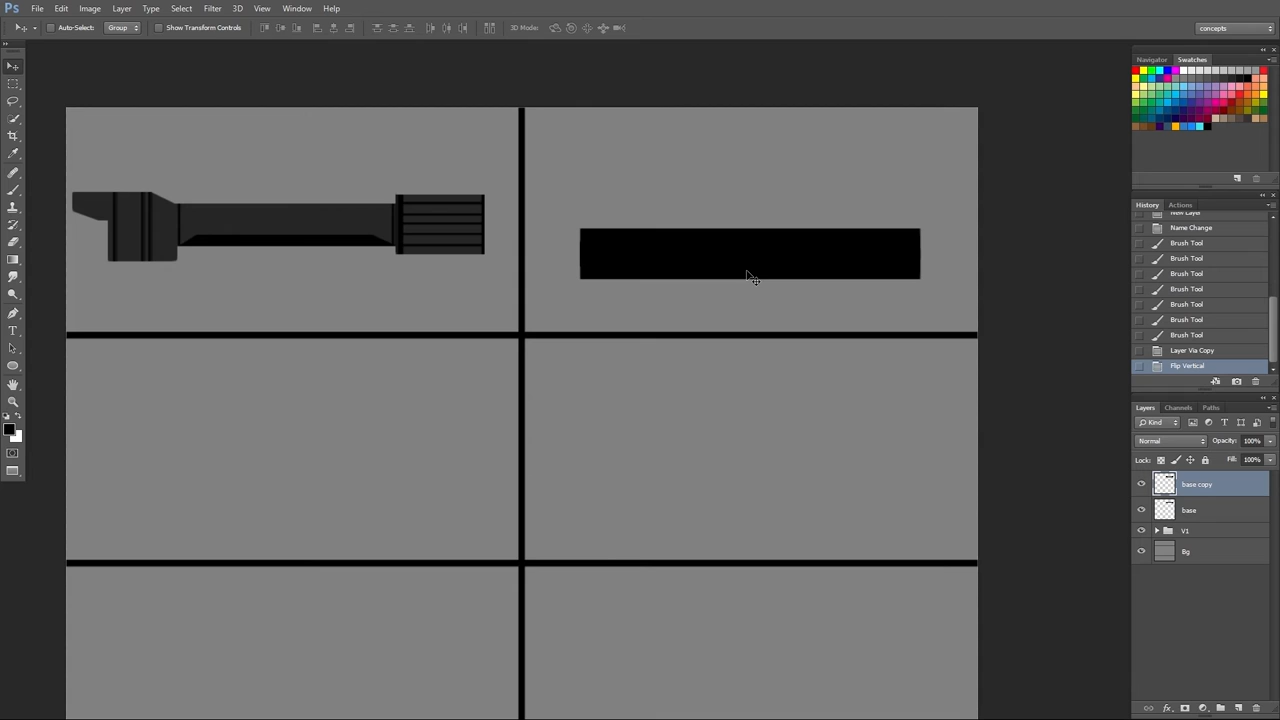 Ps File Edit Image Layer Type Select Filter 3D View Window Help
Auto-Select: Group Show Transform Controls 3D Mode: concepts
Navigator Swatches
History Actions
New Layer
Name Change
Brush Tool
Brush Tool
Brush Tool
Brush Tool
Brush Tool
Brush Tool
Brush Tool
Layer Via Copy
Flip Vertical
Layers Channels Paths
Kind
Normal Opacity: 100%
Lock: Fill: 100%
base copy
base
V1
Bg